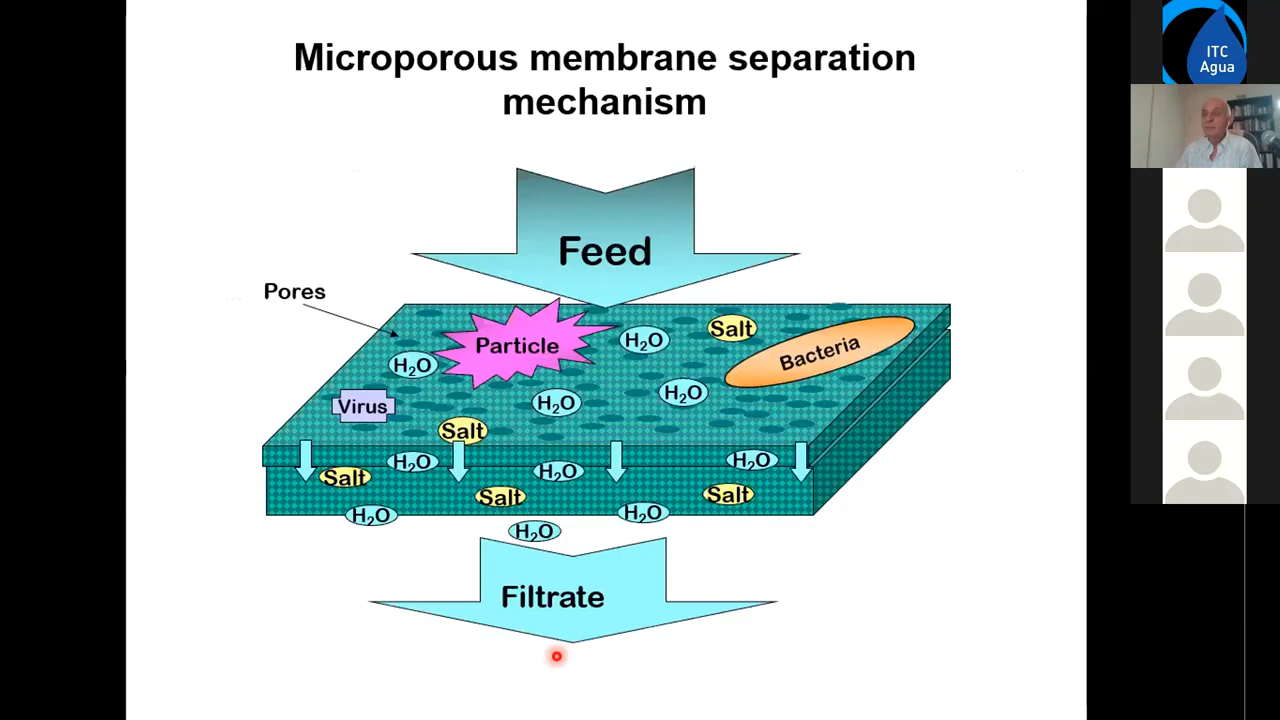 Microporous membrane separation
mechanism
ITC
Agua
Feed
Pores
Particle
H₂O
Salt
Bacteria
H₂O
Virus
H₂O
H₂O
Salt
H₂O
H₂O
H₂O
Salt
Salt
Salt
H₂O
H₂O
H₂O
Filtrate